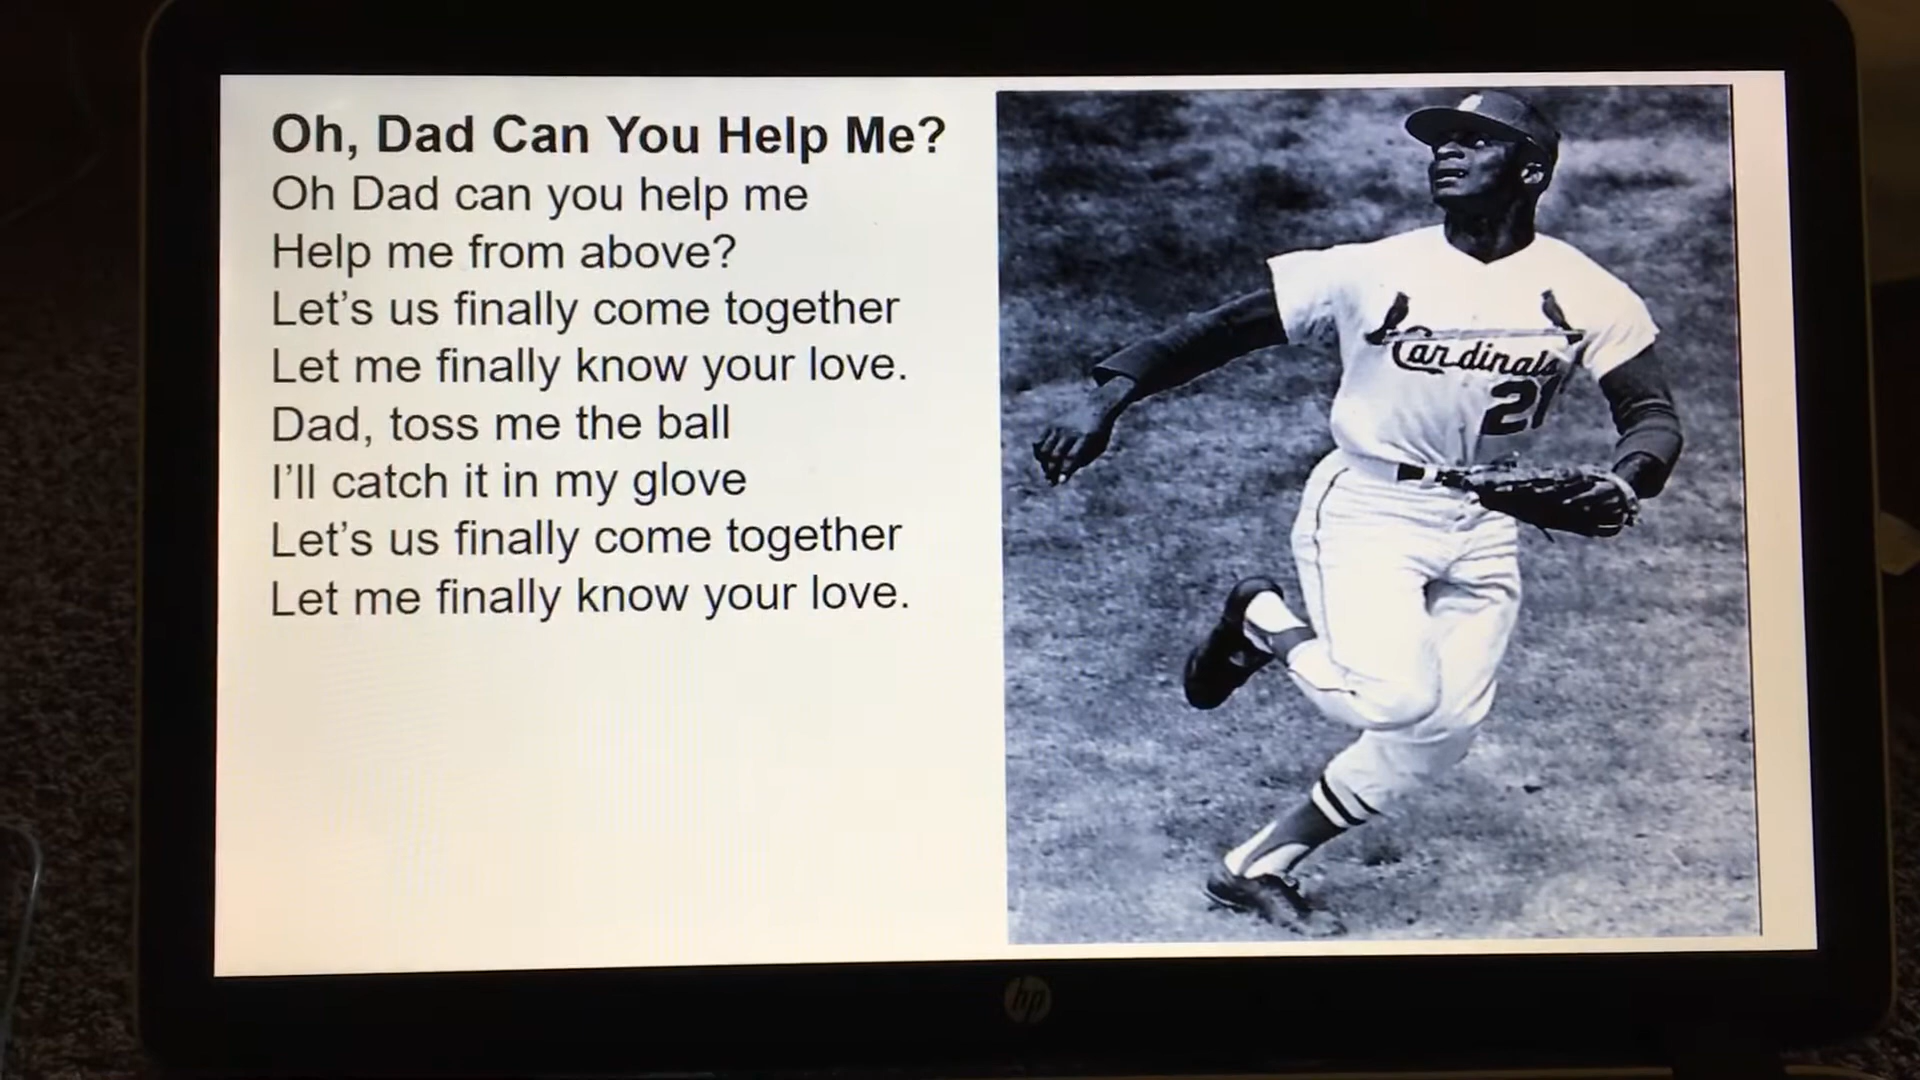 Oh, Dad Can You Help Me?
Oh Dad can you help me
Help me from above?
Let’s us finally come together
Let me finally know your love.
Dad, toss me the ball
I’ll catch it in my glove
Let’s us finally come together
Let me finally know your love.
Cardinals
21
hp